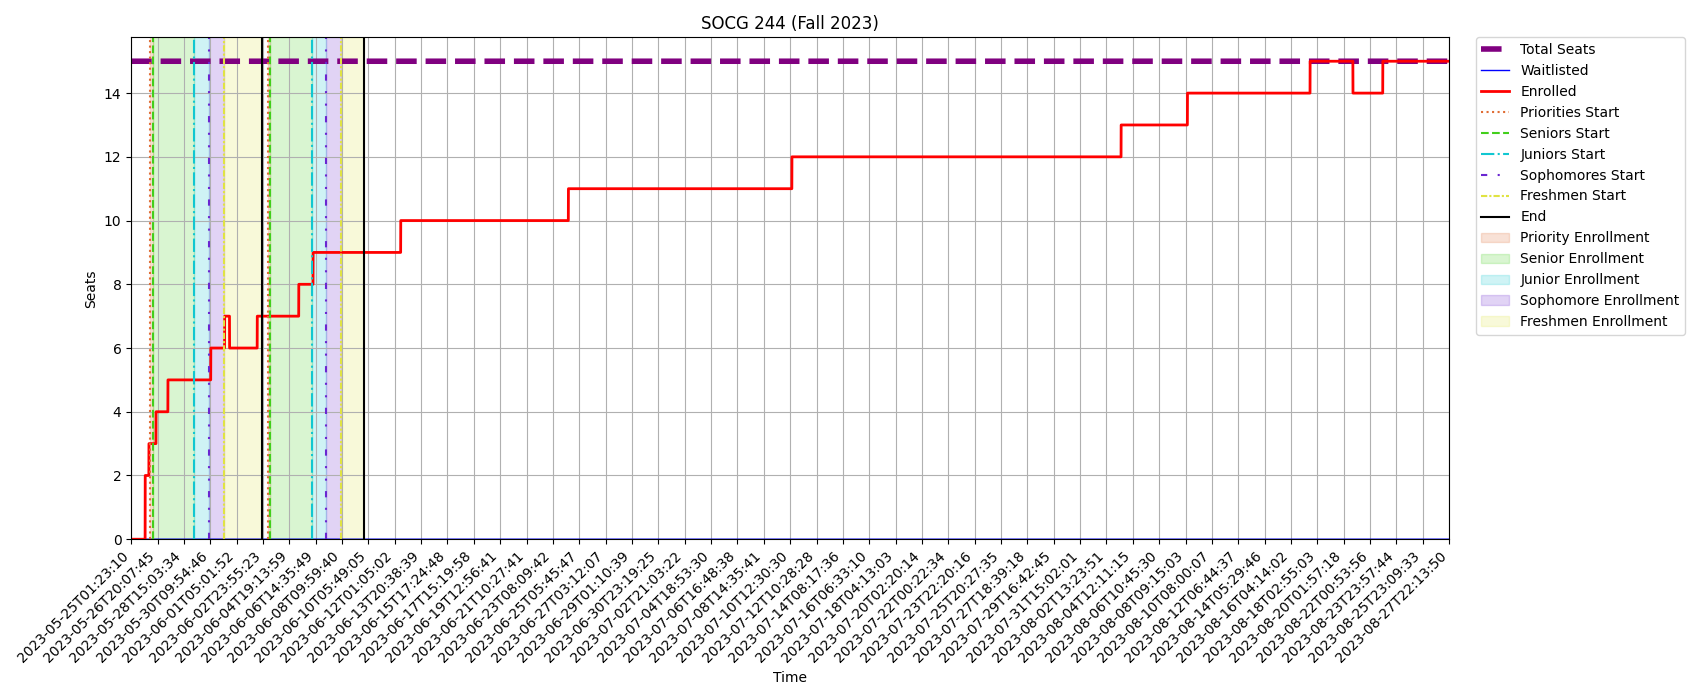 SOCG 244 (Fall 2023)
Seats
14
12
10
8
6
4
2
0
2023-05-25T01:23:10
2023-05-26T20:07:45
2023-05-28T15:03:34
2023-05-30T09:54:46
2023-06-01T05:01:52
2023-06-02T23:55:23
2023-06-04T19:13:59
2023-06-06T14:35:49
2023-06-08T09:59:40
2023-06-10T05:49:05
2023-06-12T01:05:02
2023-06-13T20:38:39
2023-06-15T17:24:48
2023-06-17T15:19:58
2023-06-19T12:56:41
2023-06-21T10:27:41
2023-06-23T08:09:42
2023-06-25T05:45:47
2023-06-27T03:12:07
2023-06-29T01:10:39
2023-06-30T23:19:25
2023-07-02T21:03:22
2023-07-04T18:53:30
2023-07-06T16:48:38
2023-07-08T14:35:41
2023-07-10T12:30:30
2023-07-12T10:28:28
2023-07-14T08:17:36
2023-07-16T06:33:10
2023-07-18T04:13:03
2023-07-20T02:20:14
2023-07-22T00:22:34
2023-07-23T22:20:16
2023-07-25T20:27:35
2023-07-27T18:39:18
2023-07-29T16:42:45
2023-07-31T15:02:01
2023-08-02T13:23:51
2023-08-04T12:11:15
2023-08-06T10:45:30
2023-08-08T09:15:03
2023-08-10T08:00:07
2023-08-12T06:44:37
2023-08-14T05:29:46
2023-08-16T04:14:02
2023-08-18T02:55:03
2023-08-20T01:57:18
2023-08-22T00:53:56
2023-08-23T23:57:44
2023-08-25T23:09:33
2023-08-27T22:13:50
Time
Total Seats
Waitlisted
Enrolled
Priorities Start
Seniors Start
Juniors Start
Sophomores Start
Freshmen Start
End
Priority Enrollment
Senior Enrollment
Junior Enrollment
Sophomore Enrollment
Freshmen Enrollment